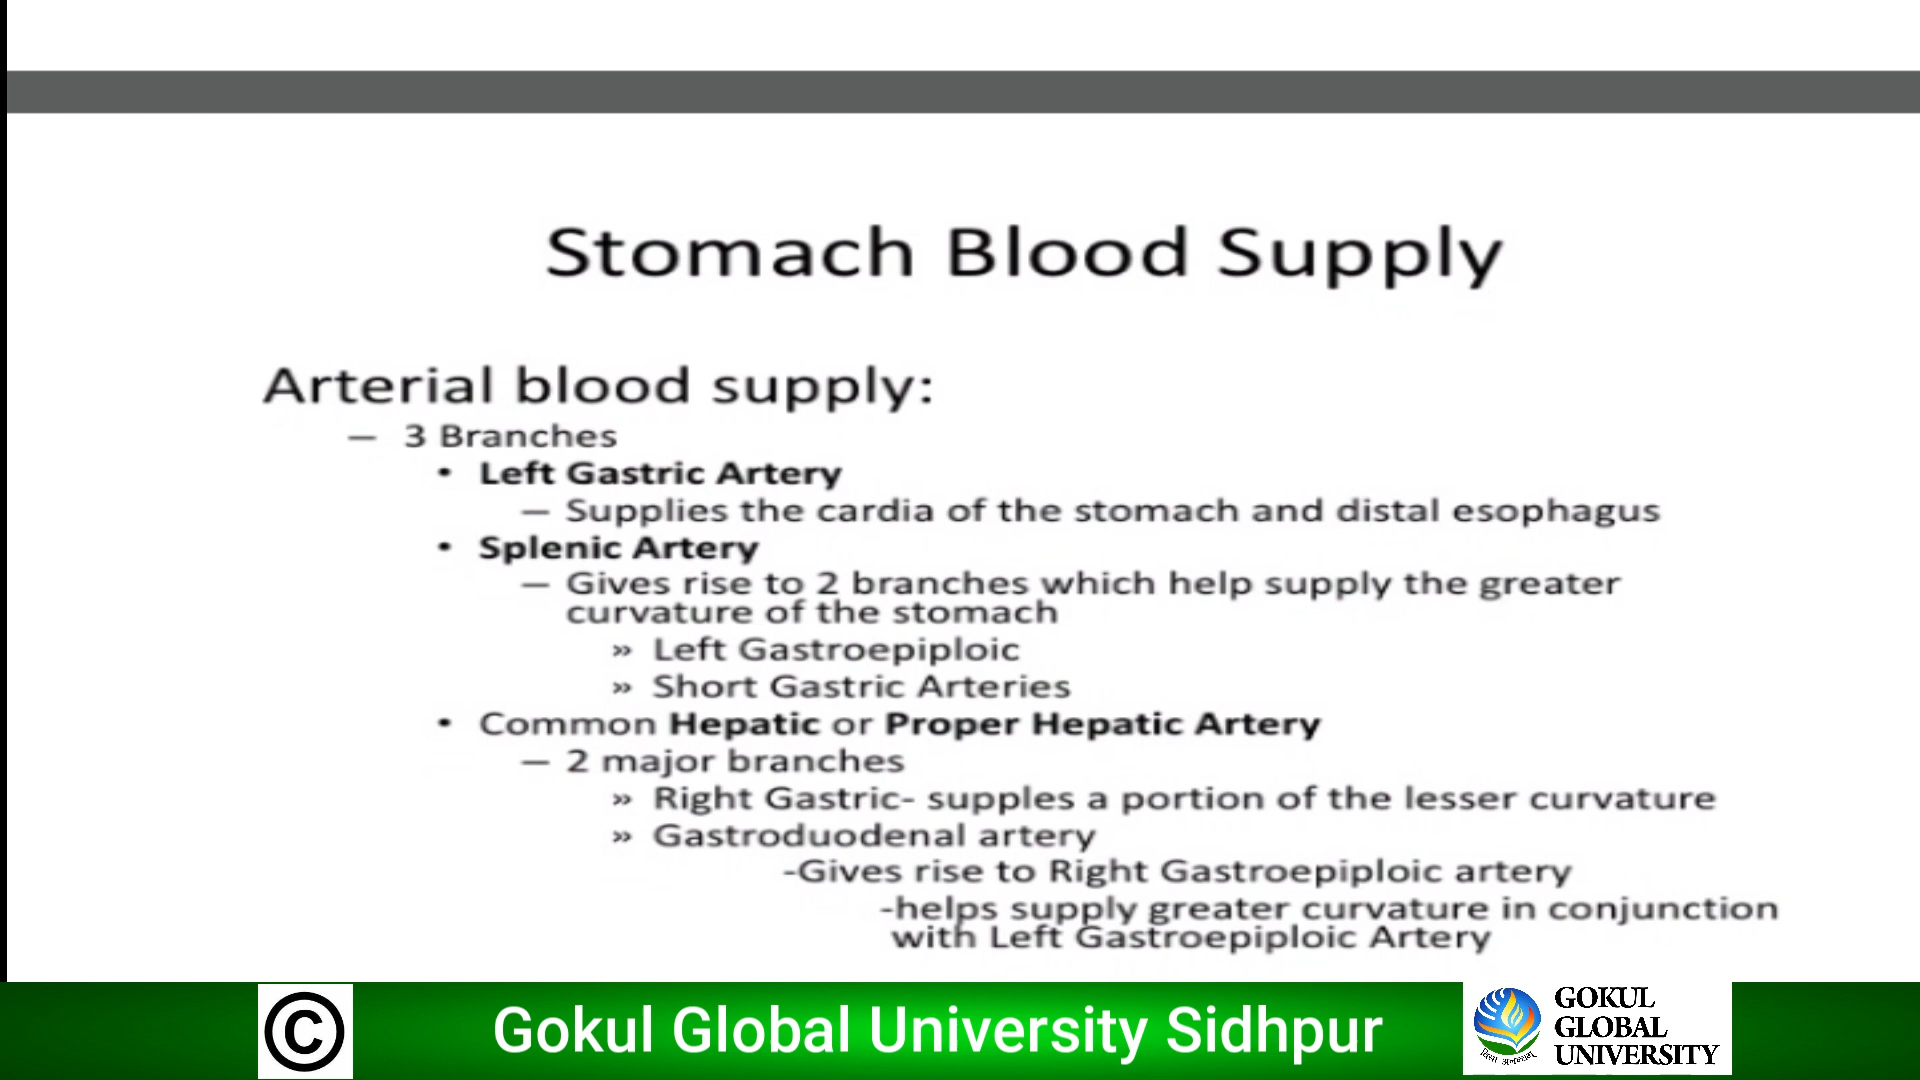 Stomach Blood Supply
Arterial blood supply:
– 3 Branches
• Left Gastric Artery
– Supplies the cardia of the stomach and distal esophagus
• Splenic Artery
– Gives rise to 2 branches which help supply the greater
curvature of the stomach
» Left Gastroepiploic
» Short Gastric Arteries
• Common Hepatic or Proper Hepatic Artery
– 2 major branches
» Right Gastric- supples a portion of the lesser curvature
» Gastroduodenal artery
-Gives rise to Right Gastroepiploic artery
-helps supply greater curvature in conjunction
with Left Gastroepiploic Artery
© Gokul Global University Sidhpur
GOKUL
GLOBAL
UNIVERSITY